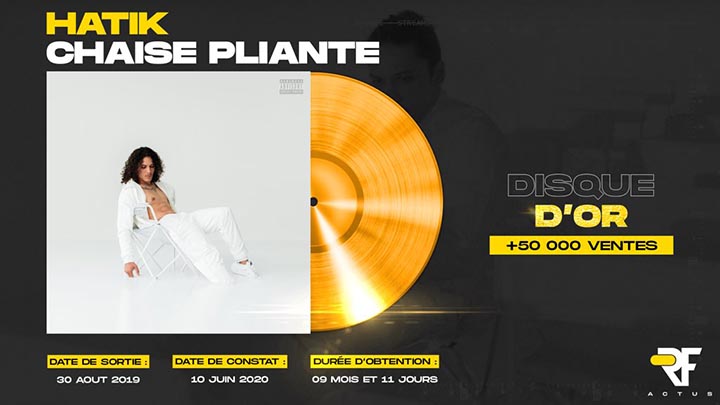 HATIK
CHAISE PLIANTE
DISQUE
D'OR
+50 000 VENTES
DATE DE SORTIE :
30 AOUT 2019
DATE DE CONSTAT :
10 JUIN 2020
DURÉE D'OBTENTION :
09 MOIS ET 11 JOURS
RF
ACTUS